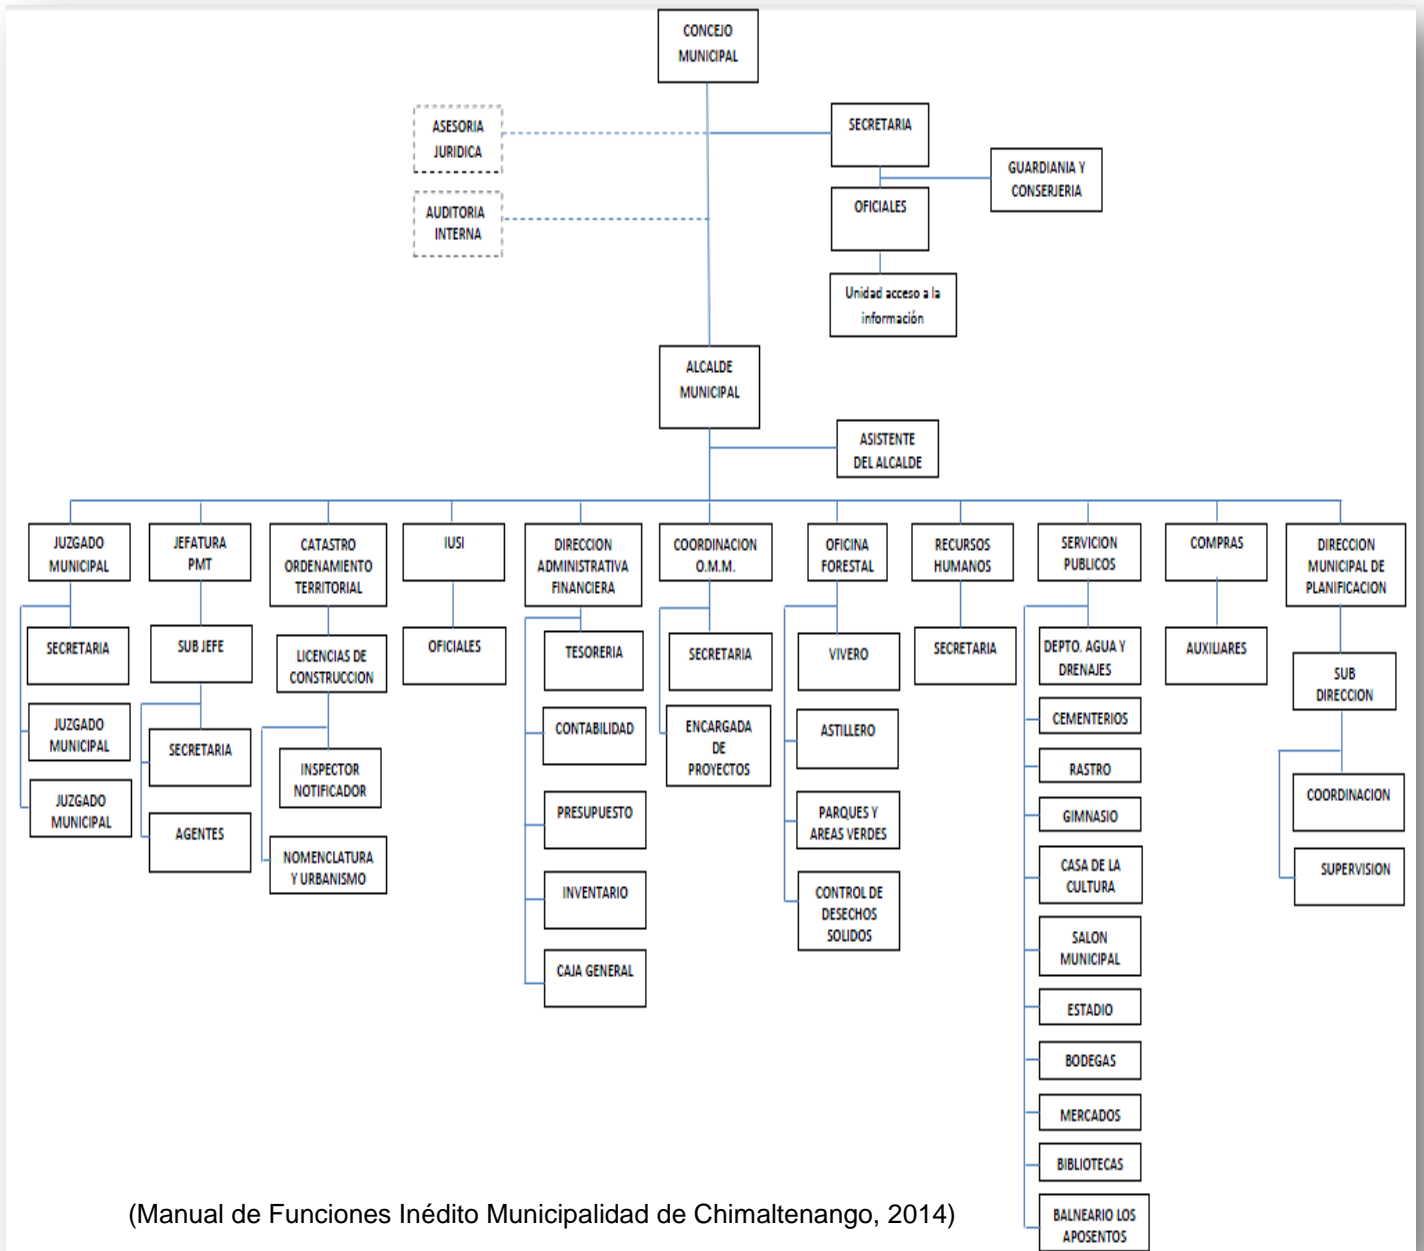 CONCEJO
MUNICIPAL
ASESORIA
JURIDICA
SECRETARIA
GUARDIANIA Y
CONSERJERIA
AUDITORIA
INTERNA
OFICIALES
Unidad acceso a la
información
ALCALDE
MUNICIPAL
ASISTENTE
DEL ALCALDE
JUZGADO
MUNICIPAL
JEFATURA
PMT
CATASTRO
ORDENAMIENTO
TERRITORIAL
IUSI
DIRECCION
ADMINISTRATIVA
FINANCIERA
COORDINACION
O.M.M.
OFICINA
FORESTAL
RECURSOS
HUMANOS
SERVICION
PUBLICOS
COMPRAS
DIRECCION
MUNICIPAL DE
PLANIFICACION
SECRETARIA
JUZGADO
MUNICIPAL
JUZGADO
MUNICIPAL
SUB JEFE
SECRETARIA
AGENTES
LICENCIAS DE
CONSTRUCCION
INSPECTOR
NOTIFICADOR
NOMENCLATURA
Y URBANISMO
OFICIALES
TESORERIA
CONTABILIDAD
PRESUPUESTO
INVENTARIO
CAJA GENERAL
SECRETARIA
ENCARGADA
DE
PROYECTOS
VIVERO
ASTILLERO
PARQUES Y
AREAS VERDES
CONTROL DE
DESECHOS
SOLIDOS
SECRETARIA
DEPTO. AGUA Y
DRENAJES
CEMENTERIOS
RASTRO
GIMNASIO
CASA DE LA
CULTURA
SALON
MUNICIPAL
ESTADIO
BODEGAS
MERCADOS
BIBLIOTECAS
BALNEARIO LOS
APOSENTOS
AUXILIARES
SUB
DIRECCION
COORDINACION
SUPERVISION
(Manual de Funciones Inédito Municipalidad de Chimaltenango, 2014)